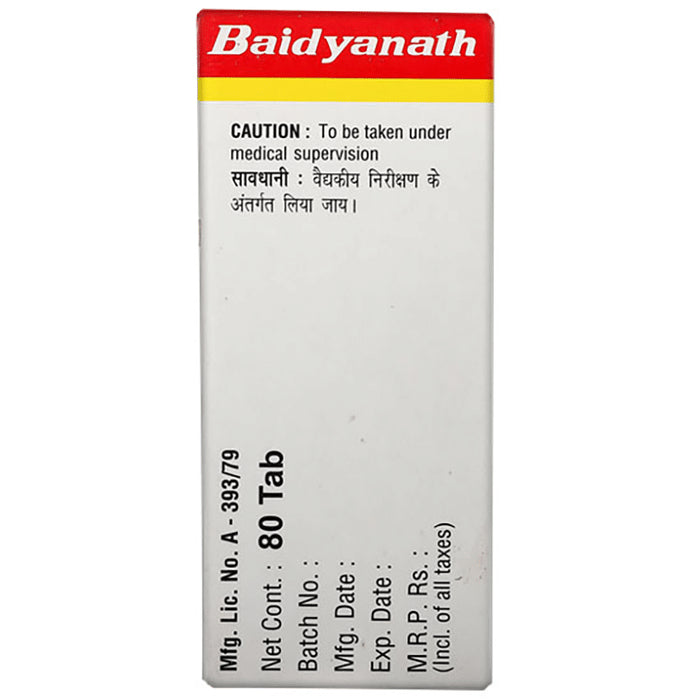 Baidyanath
CAUTION : To be taken under
medical supervision
सावधानी : वैद्यकीय निरीक्षण के
अंतर्गत लिया जाय।
Mfg. Lic. No. A - 393/79
Net Cont. : 80 Tab
Batch No. :
Mfg. Date :
Exp. Date :
M.R.P. Rs. :
(Incl. of all taxes)